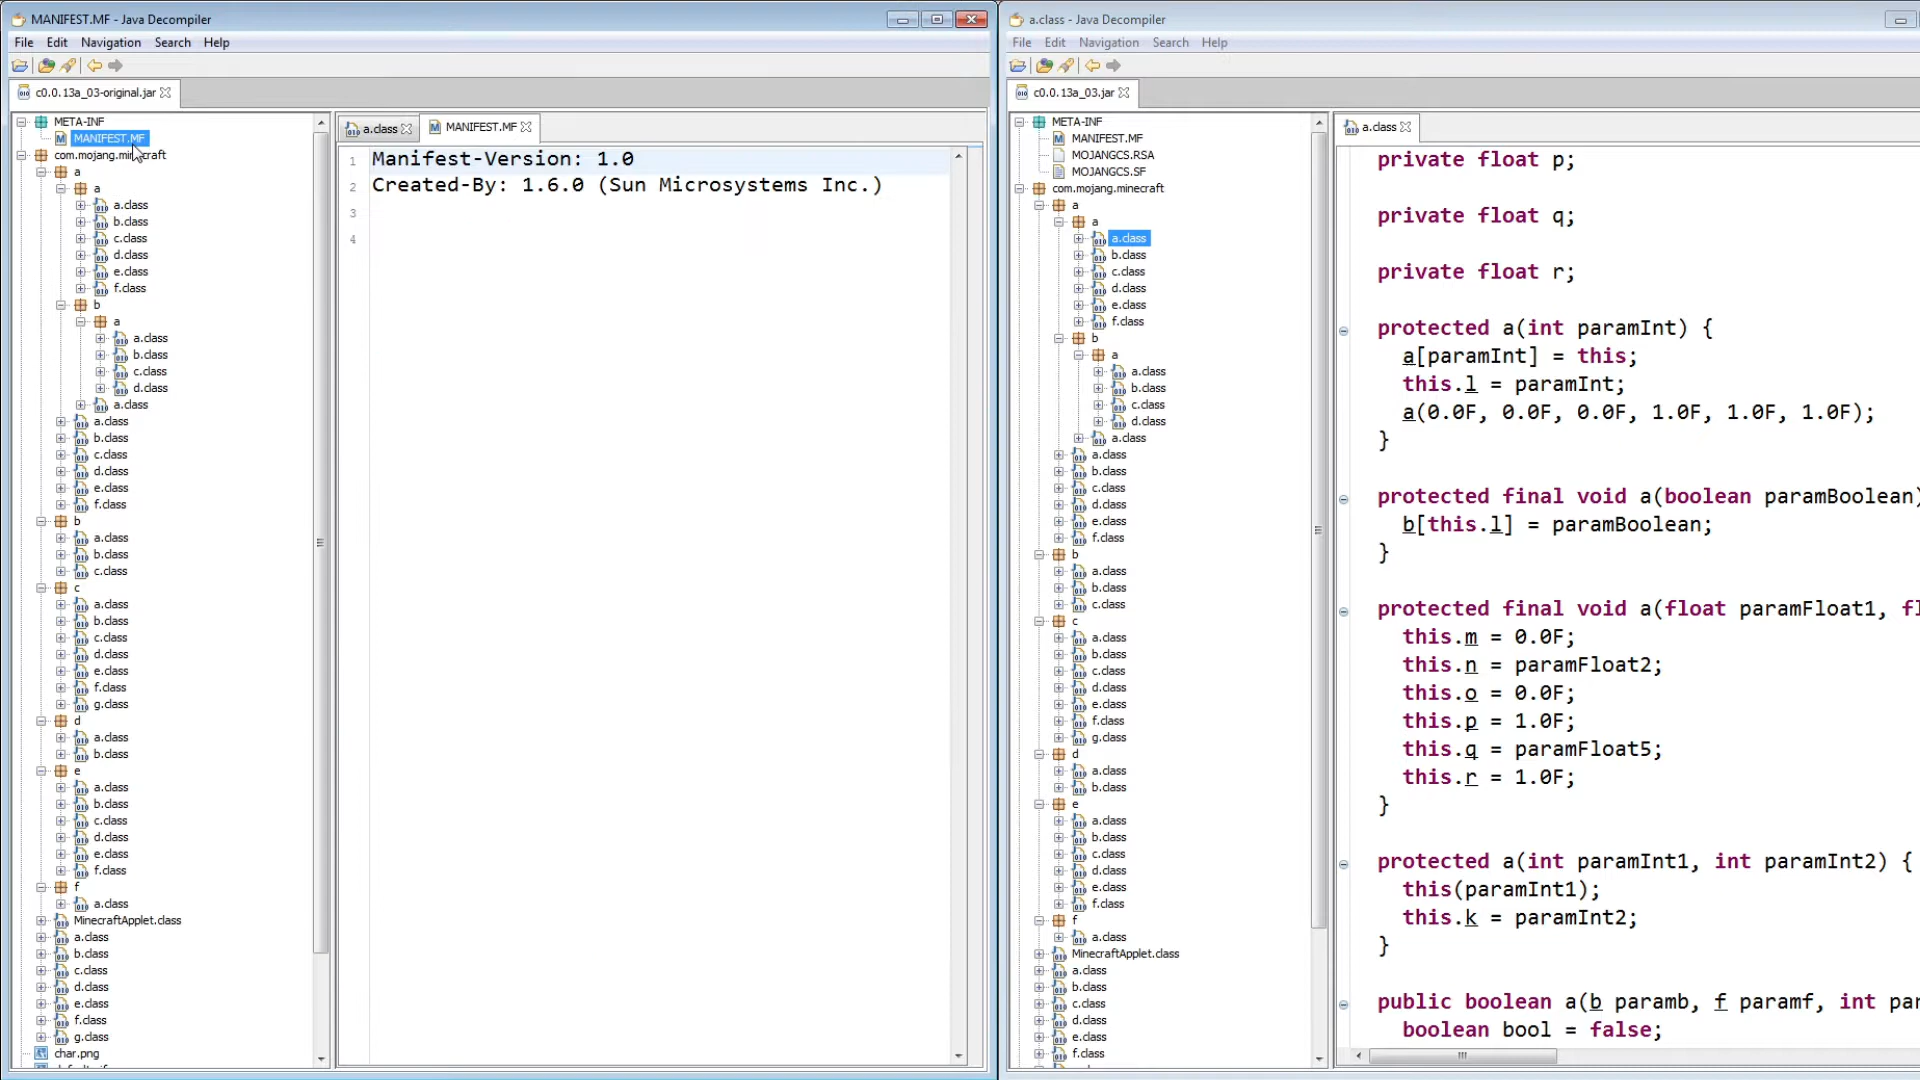 MANIFEST.MF - Java Decompiler
File Edit Navigation Search Help
c0.0.13a_03-original.jar
META-INF
MANIFEST.MF
com.mojang.minecraft
a
a
a.class
b.class
c.class
d.class
e.class
f.class
b
a
a.class
b.class
c.class
d.class
a.class
a.class
b.class
c.class
d.class
e.class
f.class
b
a.class
b.class
c.class
c
a.class
b.class
c.class
d.class
e.class
f.class
g.class
d
a.class
b.class
e
a.class
b.class
c.class
d.class
e.class
f.class
f
a.class
MinecraftApplet.class
a.class
b.class
c.class
d.class
e.class
f.class
g.class
char.png
a.class MANIFEST.MF
1 Manifest-Version: 1.0
2 Created-By: 1.6.0 (Sun Microsystems Inc.)
3
4
a.class - Java Decompiler
File Edit Navigation Search Help
c0.0.13a_03.jar
META-INF
MANIFEST.MF
MOJANGCS.RSA
MOJANGCS.SF
com.mojang.minecraft
a
a
a.class
b.class
c.class
d.class
e.class
f.class
b
a
a.class
b.class
c.class
d.class
a.class
a.class
b.class
c.class
d.class
e.class
f.class
b
a.class
b.class
c.class
c
a.class
b.class
c.class
d.class
e.class
f.class
g.class
d
a.class
b.class
e
a.class
b.class
c.class
d.class
e.class
f.class
f
a.class
MinecraftApplet.class
a.class
b.class
c.class
d.class
e.class
f.class
a.class
private float p;
private float q;
private float r;
protected a(int paramInt) {
a[paramInt] = this;
this.l = paramInt;
a(0.0F, 0.0F, 0.0F, 1.0F, 1.0F, 1.0F);
}
protected final void a(boolean paramBoolean)
b[this.l] = paramBoolean;
}
protected final void a(float paramFloat1, fl
this.m = 0.0F;
this.n = paramFloat2;
this.o = 0.0F;
this.p = 1.0F;
this.q = paramFloat5;
this.r = 1.0F;
}
protected a(int paramInt1, int paramInt2) {
this(paramInt1);
this.k = paramInt2;
}
public boolean a(b paramb, f paramf, int par
boolean bool = false;